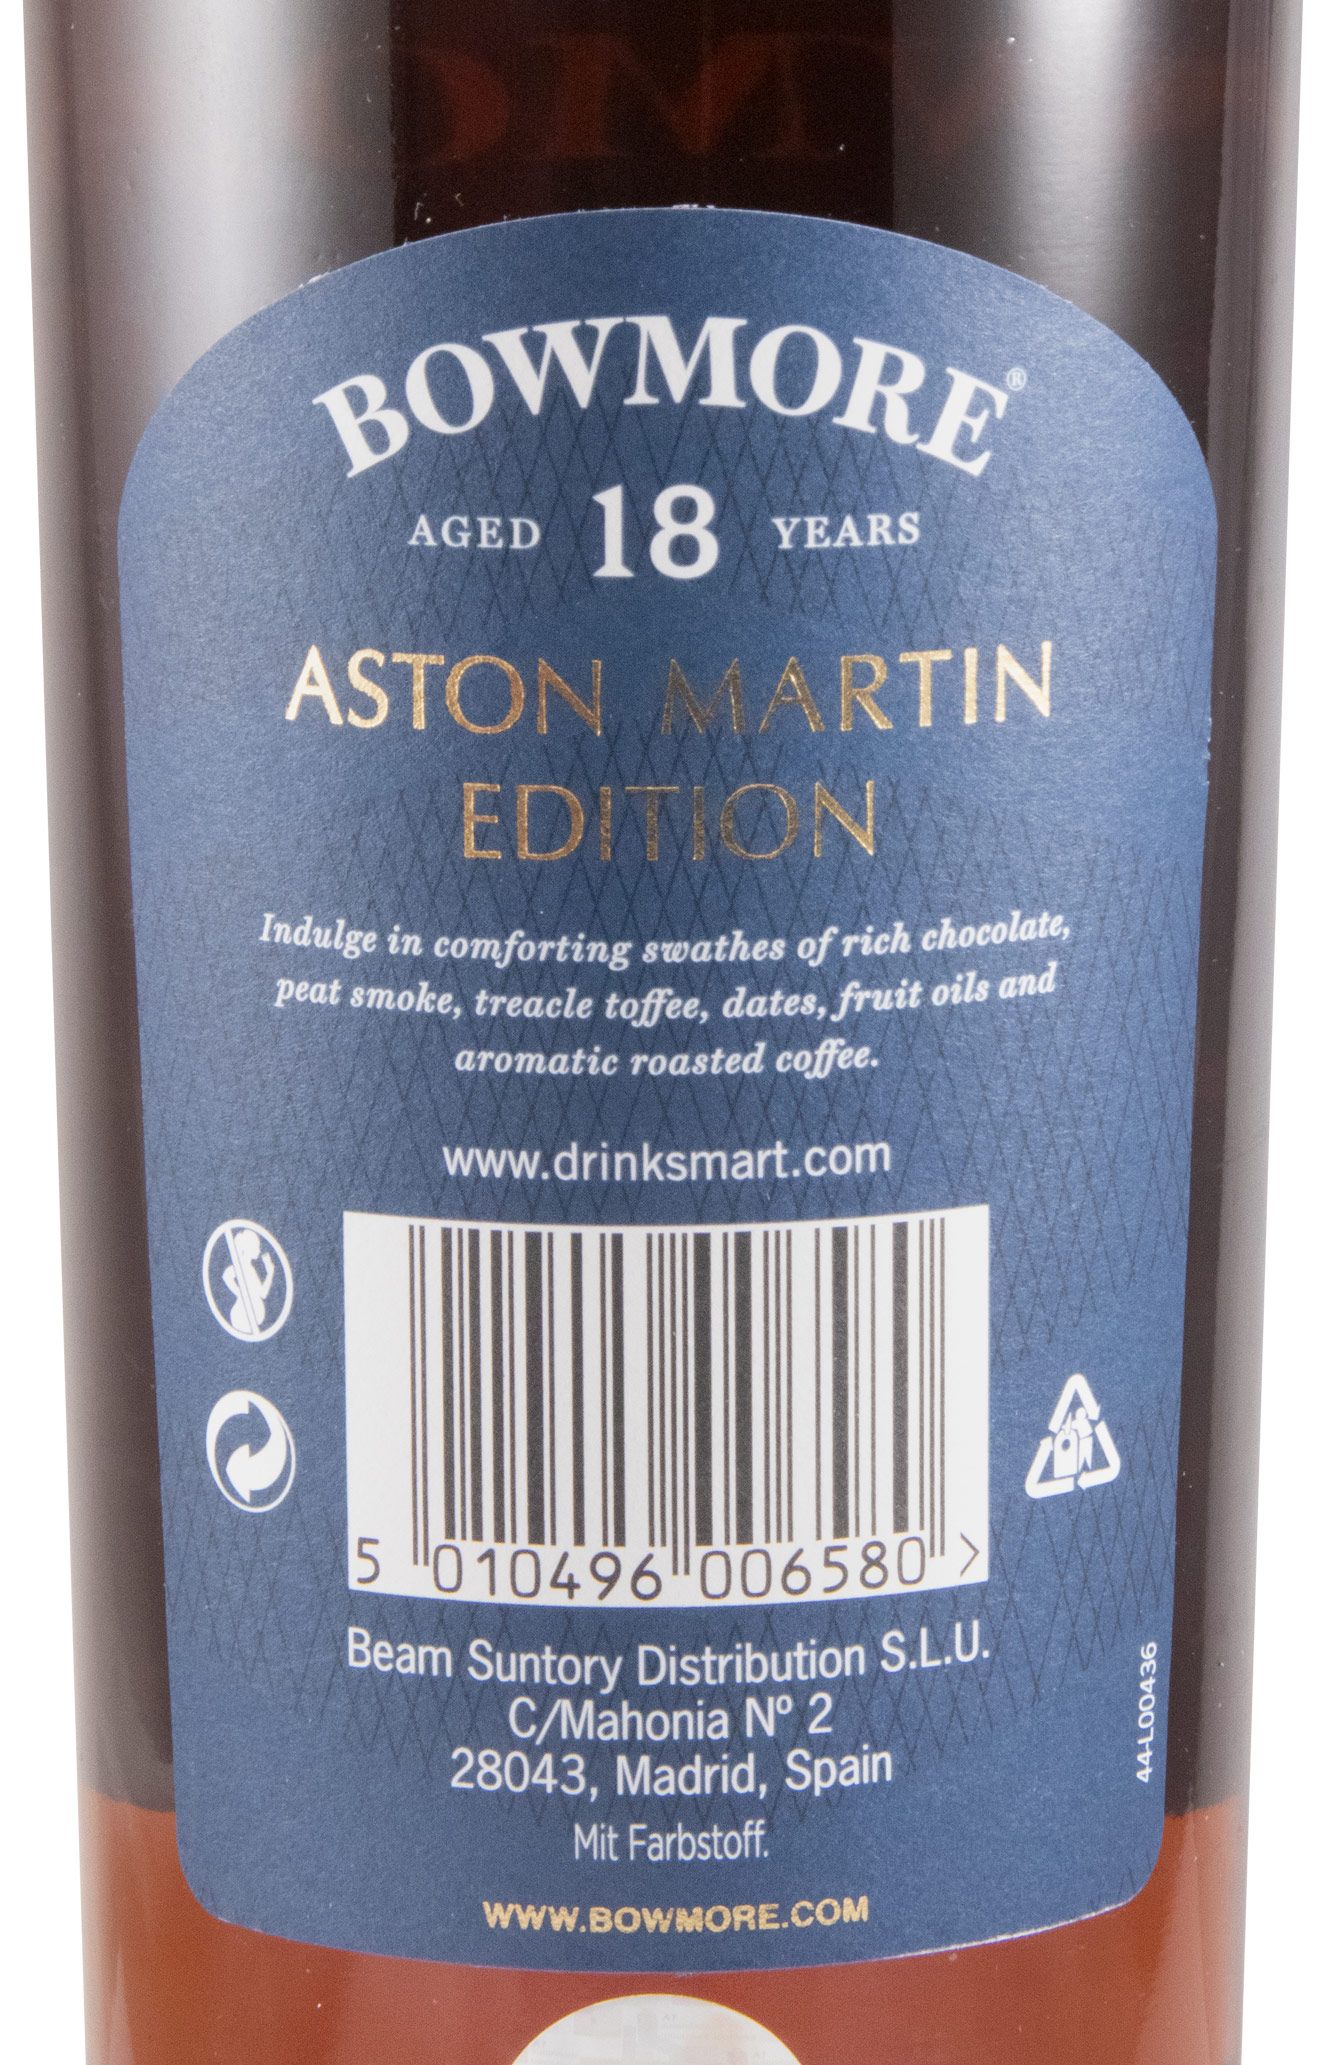 BOWMORE®
AGED 18 YEARS
ASTON MARTIN
EDITION
Indulge in comforting swathes of rich chocolate,
peat smoke, treacle toffee, dates, fruit oils and
aromatic roasted coffee.
www.drinksmart.com
5 010496 006580 >
Beam Suntory Distribution S.L.U.
C/Mahonia Nº 2
28043, Madrid, Spain
44-L00436
Mit Farbstoff.
WWW.BOWMORE.COM